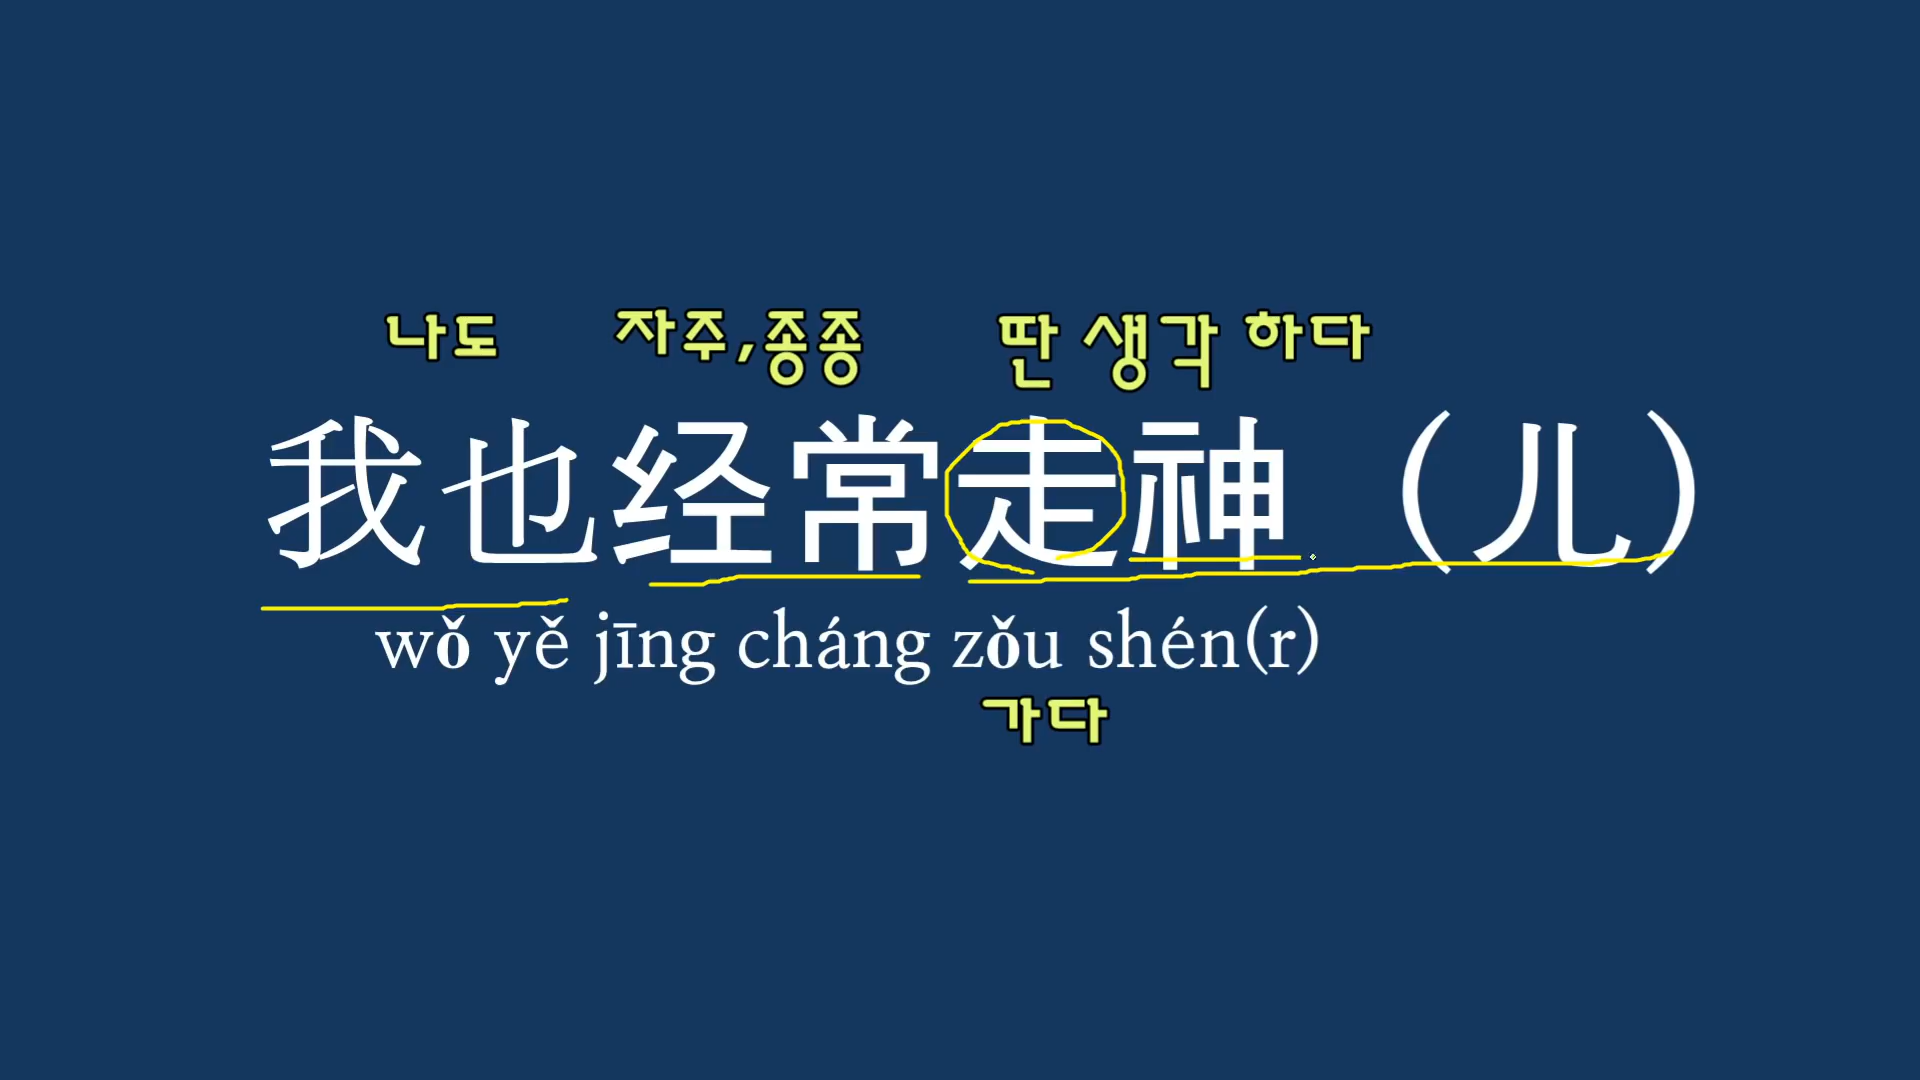 나도 자주,종종 딴 생각 하다
我也经常走神（儿）
wǒ yě jīng cháng zǒu shén(r)
가다